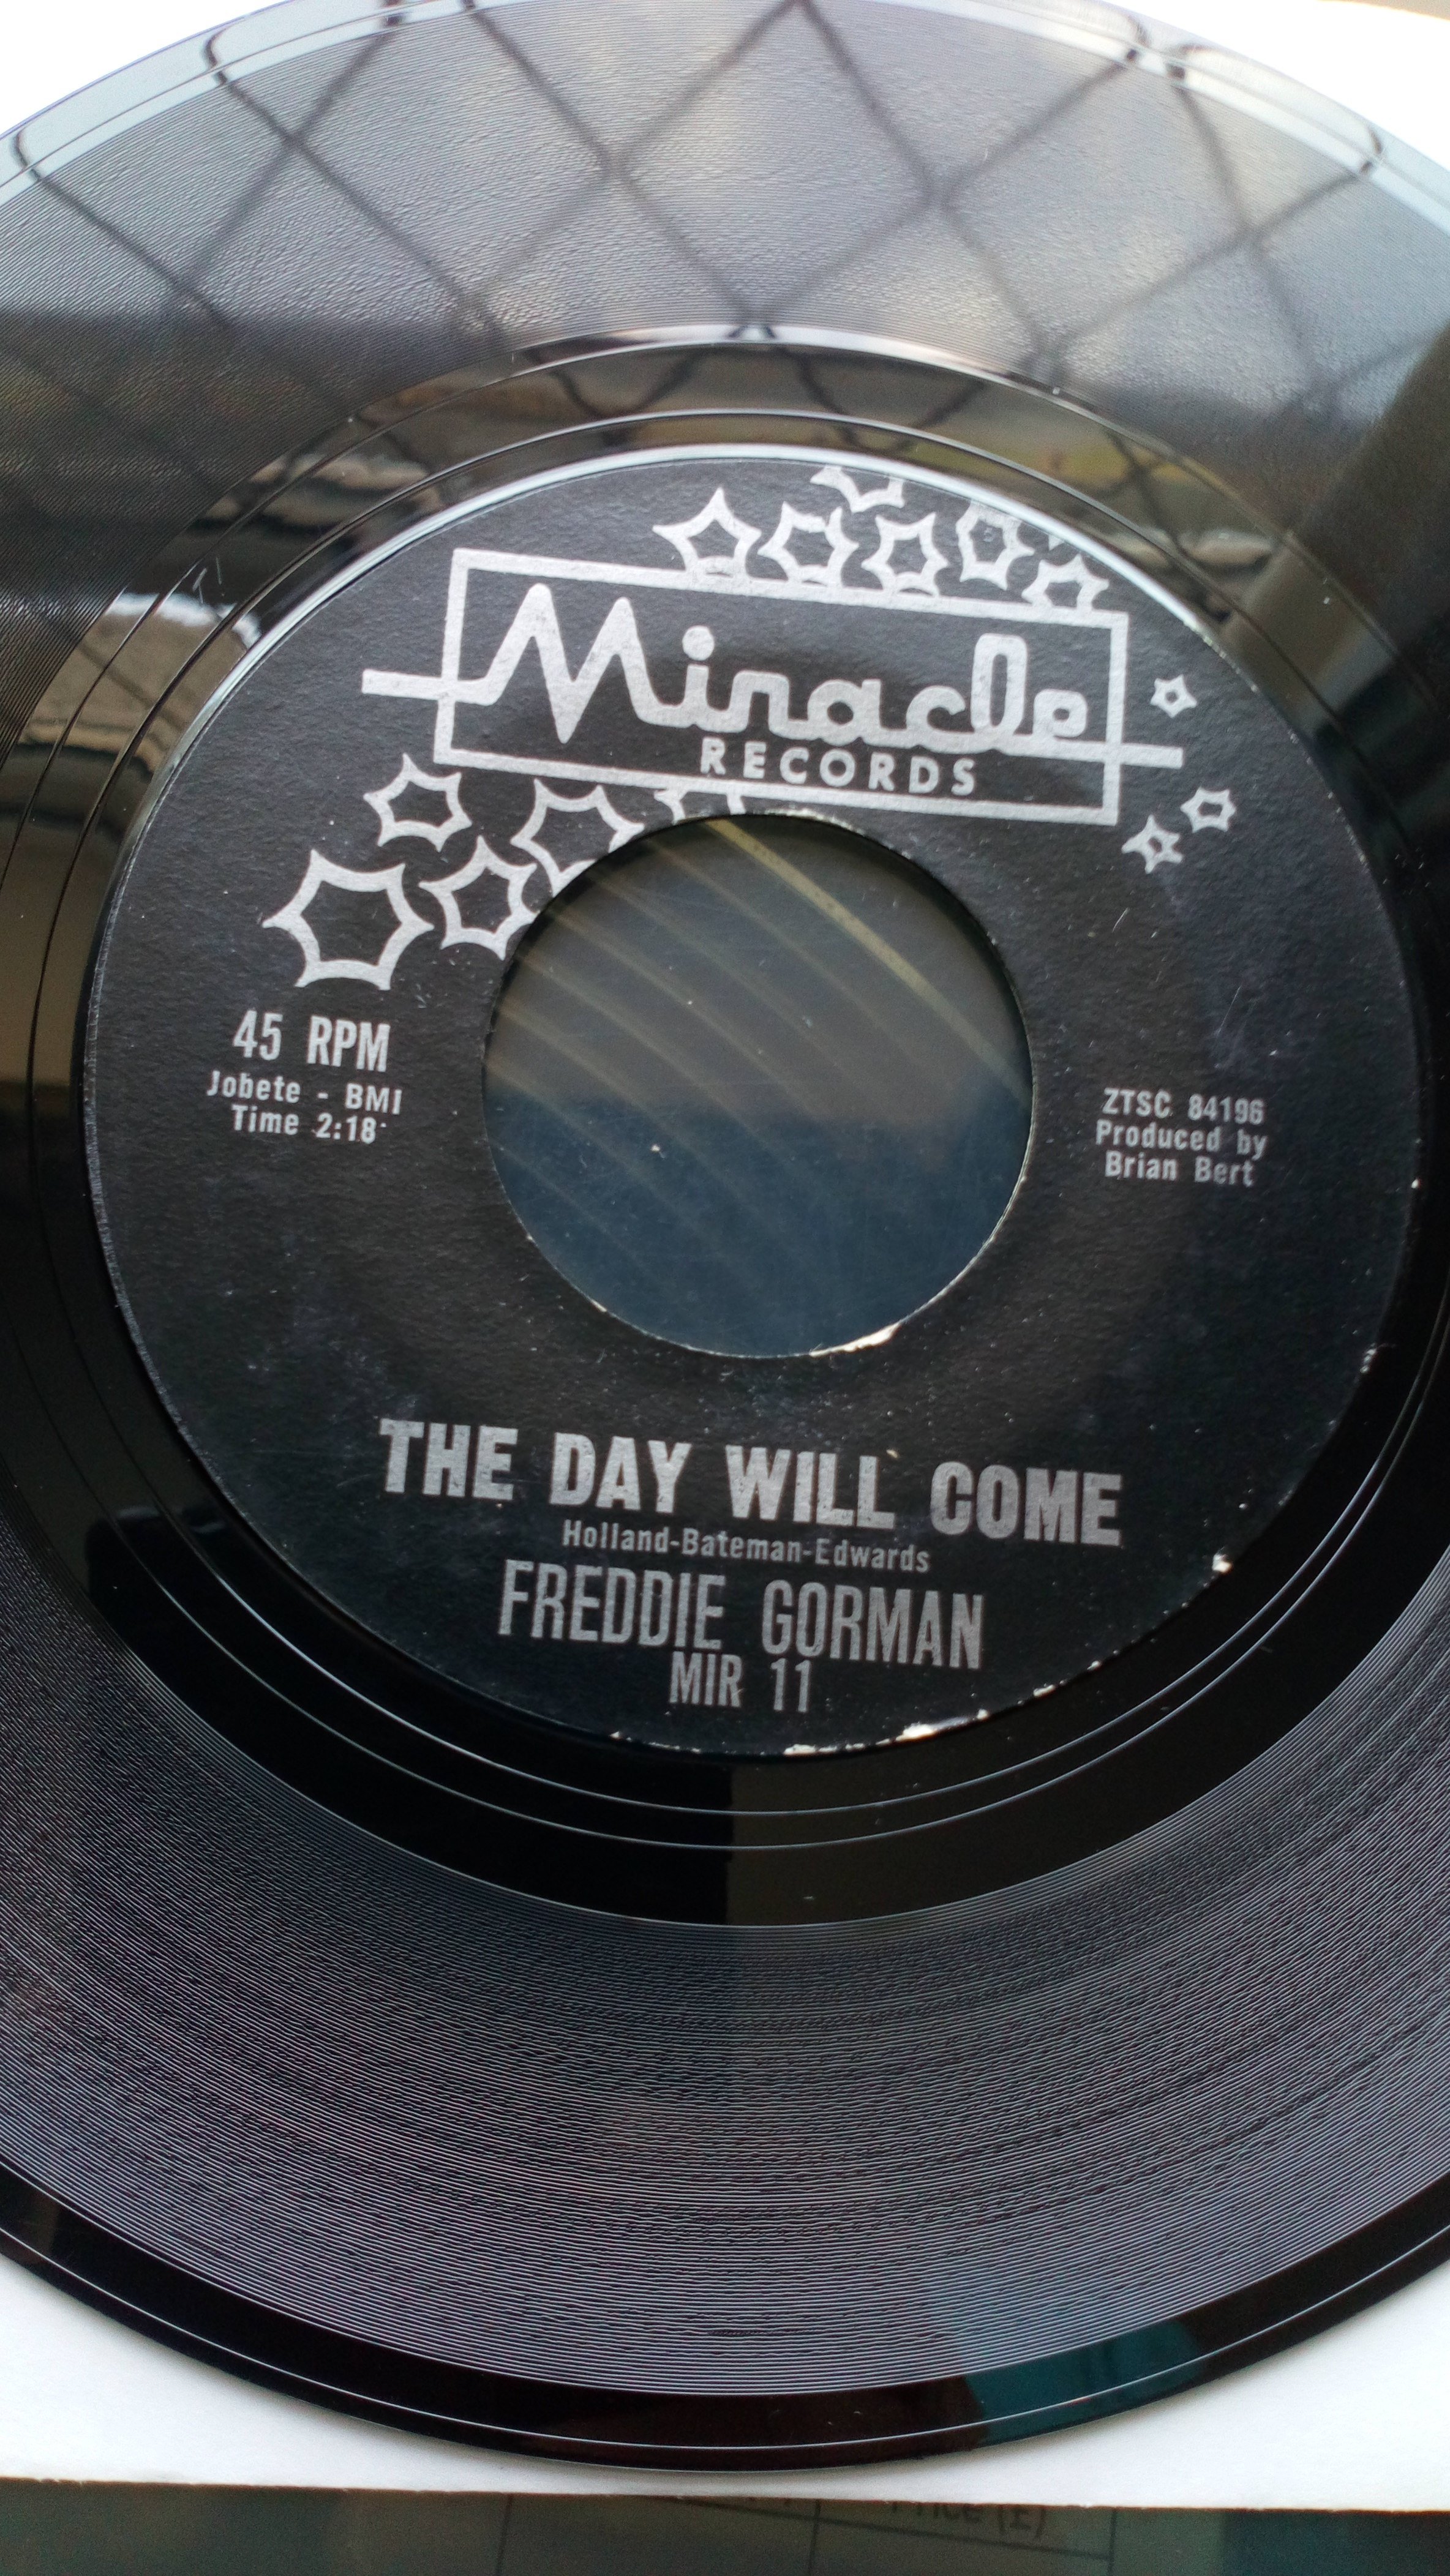 Miracle
RECORDS
45 RPM
Jobete - BMI
Time 2:18
ZTSC 84196
Produced by
Brian Bert
THE DAY WILL COME
Holland-Bateman-Edwards
FREDDIE GORMAN
MIR 11
Price (£)